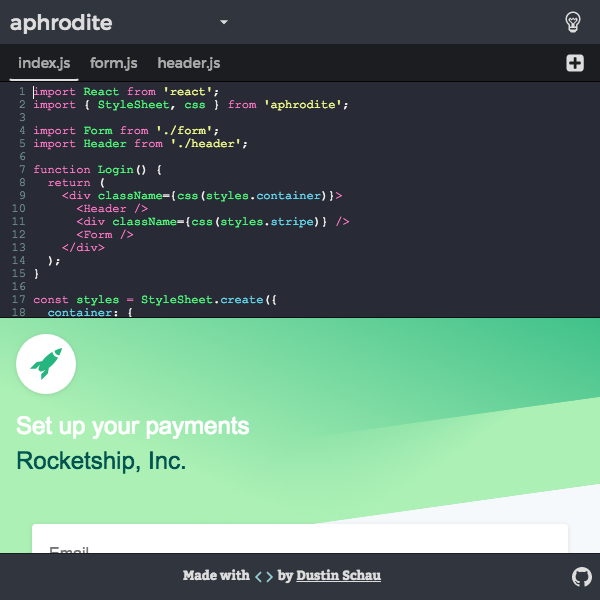 aphrodite
index.js form.js header.js
1 import React from 'react';
2 import { StyleSheet, css } from 'aphrodite';
3
4 import Form from './form';
5 import Header from './header';
6
7 function Login() {
8   return (
9     <div className={css(styles.container)}>
10       <Header />
11       <div className={css(styles.stripe)} />
12       <Form />
13     </div>
14   );
15 }
16
17 const styles = StyleSheet.create({
18   container: {
Set up your payments
Rocketship, Inc.
Email
Made with <> by Dustin Schau